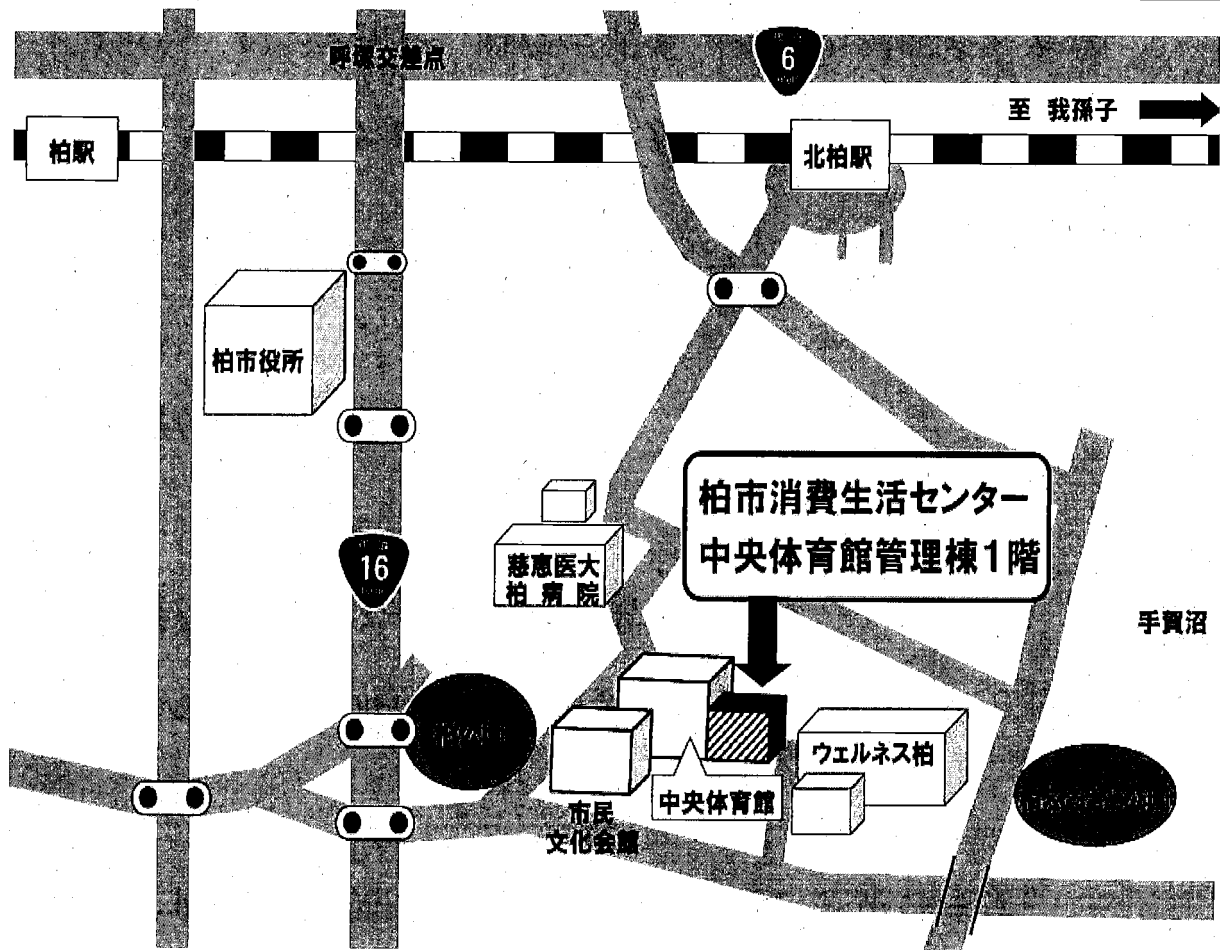 呼塚交差点
6
至 我孫子
柏駅
北柏駅
柏市役所
柏市消費生活センター
中央体育館管理棟1階
16
慈恵医大
柏 病 院
手賀沼
ウェルネス柏
中央体育館
市民
文化会館